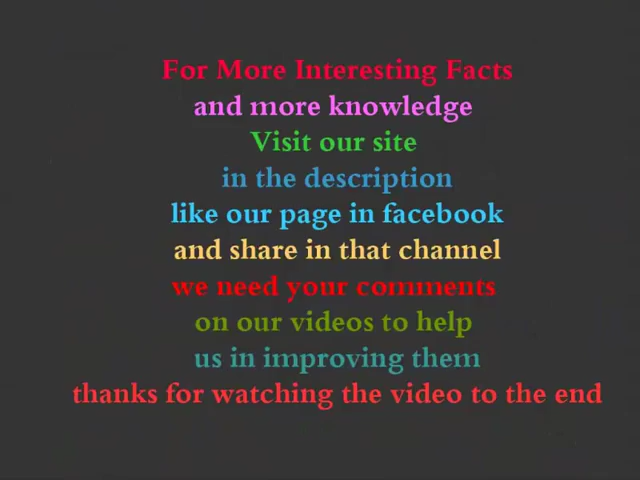 For More Interesting Facts
and more knowledge
Visit our site
in the description
like our page in facebook
and share in that channel
we need your comments
on our videos to help
us in improving them
thanks for watching the video to the end